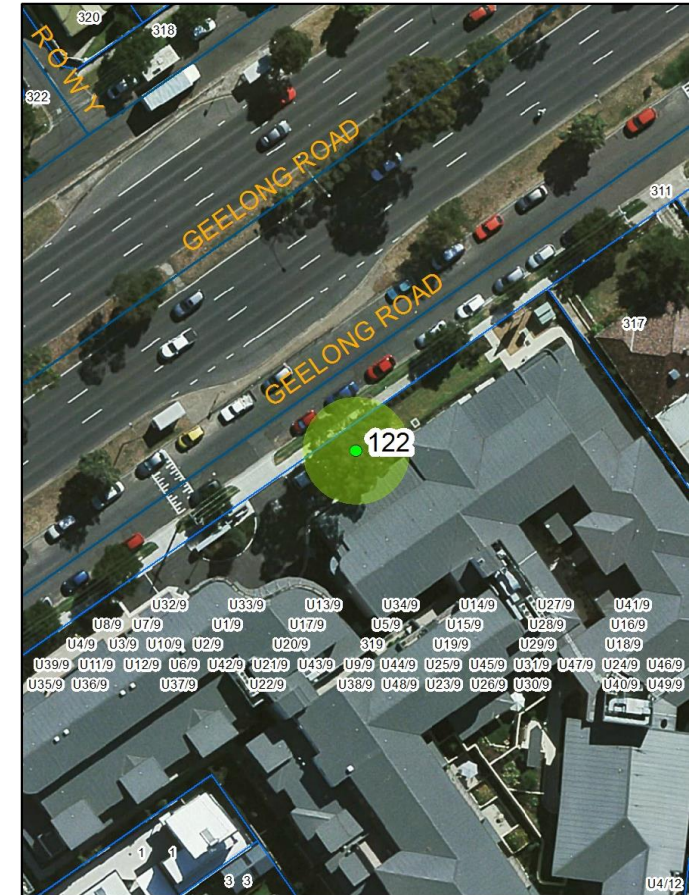 320
318
ROWY
322
GEELONG ROAD
311
GEELONG ROAD
317
122
U32/9 U33/9 U13/9 U34/9 U14/9 U27/9 U41/9
U8/9 U7/9 U1/9 U17/9 U5/9 U15/9 U28/9 U16/9
U4/9 U3/9 U10/9 U2/9 U20/9 319 U19/9 U29/9 U18/9
U39/9 U11/9 U12/9 U6/9 U42/9 U21/9 U43/9 U9/9 U44/9 U25/9 U45/9 U31/9 U47/9 U24/9 U46/9
U35/9 U36/9 U37/9 U22/9 U38/9 U48/9 U23/9 U26/9 U30/9 U40/9 U49/9
1 1
3 3
U4/12